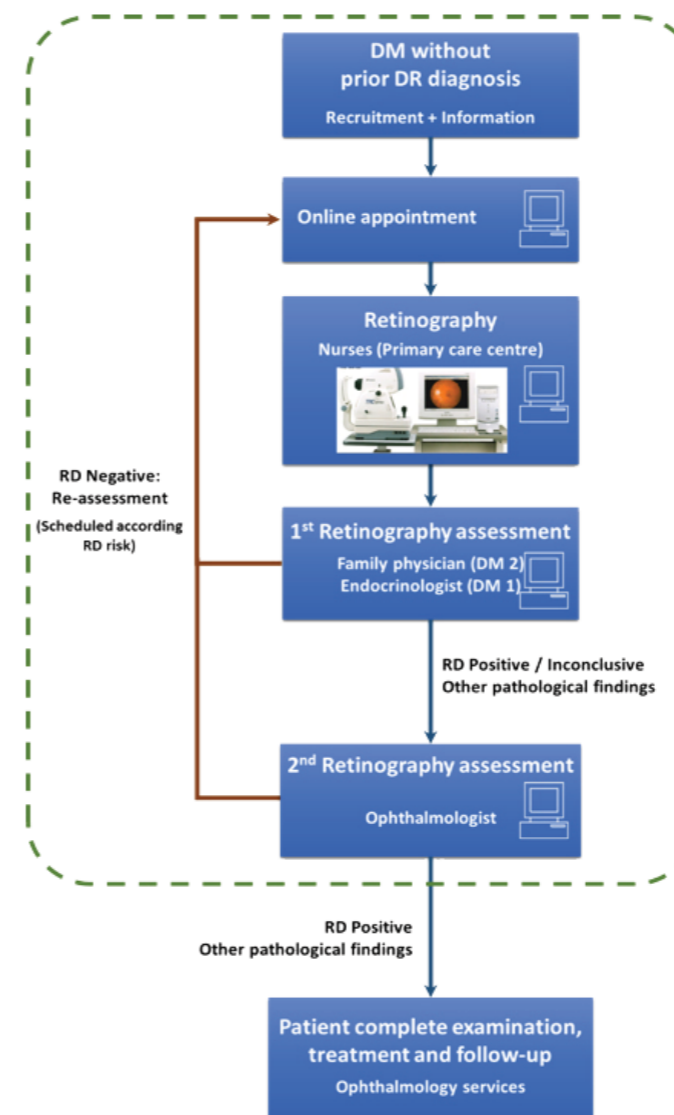 DM without
prior DR diagnosis
Recruitment + Information
Online appointment
Retinography
Nurses (Primary care centre)
RD Negative:
Re-assessment
(Scheduled according
RD risk)
1st Retinography assessment
Family physician (DM 2)
Endocrinologist (DM 1)
RD Positive / Inconclusive
Other pathological findings
2nd Retinography assessment
Ophthalmologist
RD Positive
Other pathological findings
Patient complete examination,
treatment and follow-up
Ophthalmology services